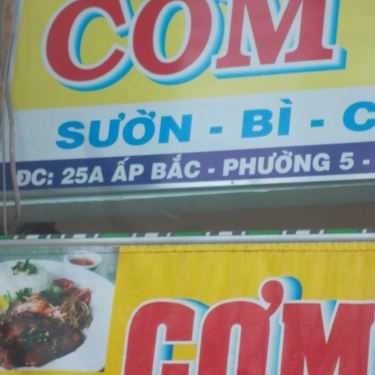 CƠM
SƯỜN - BÌ - C
ĐC: 25A ẤP BẮC - PHƯỜNG 5 -
CƠM